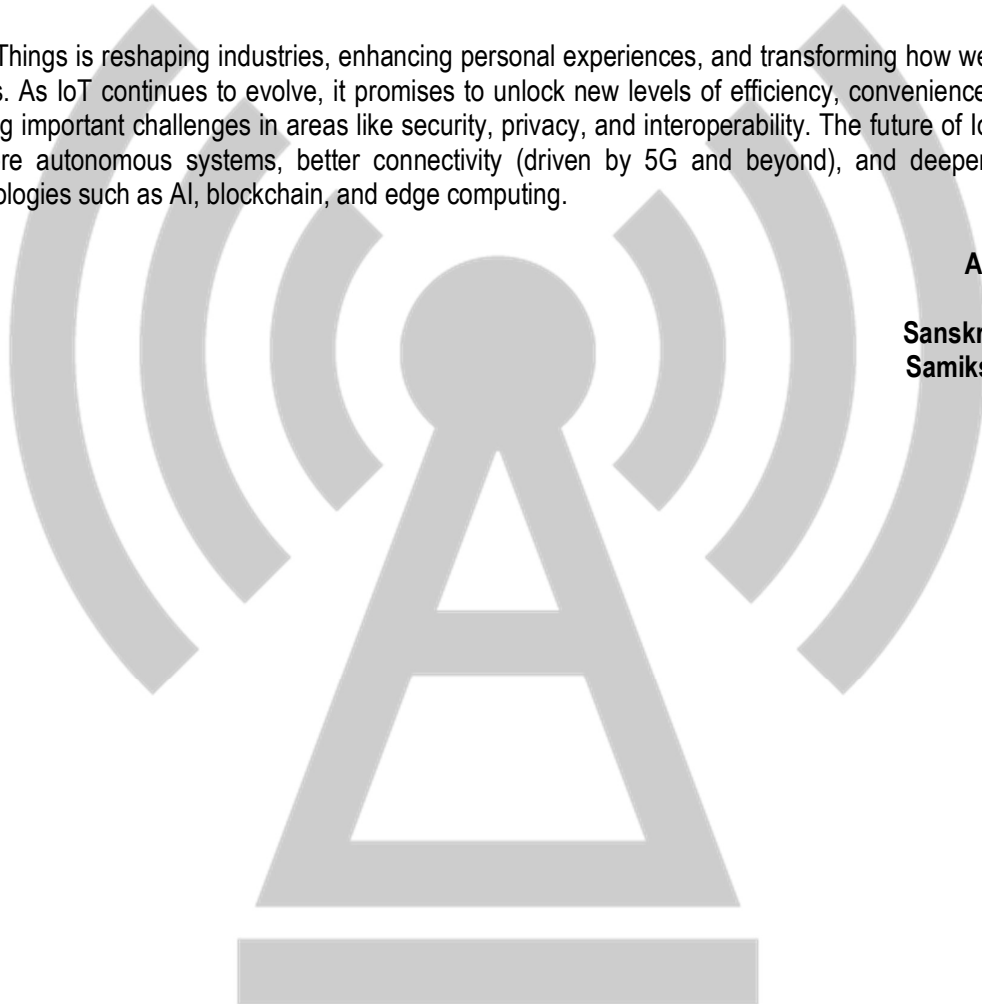 Things is reshaping industries, enhancing personal experiences, and transforming how we
s. As IoT continues to evolve, it promises to unlock new levels of efficiency, convenience
g important challenges in areas like security, privacy, and interoperability. The future of Io
re autonomous systems, better connectivity (driven by 5G and beyond), and deeper
ologies such as AI, blockchain, and edge computing.
A
Sanskr
Samiks